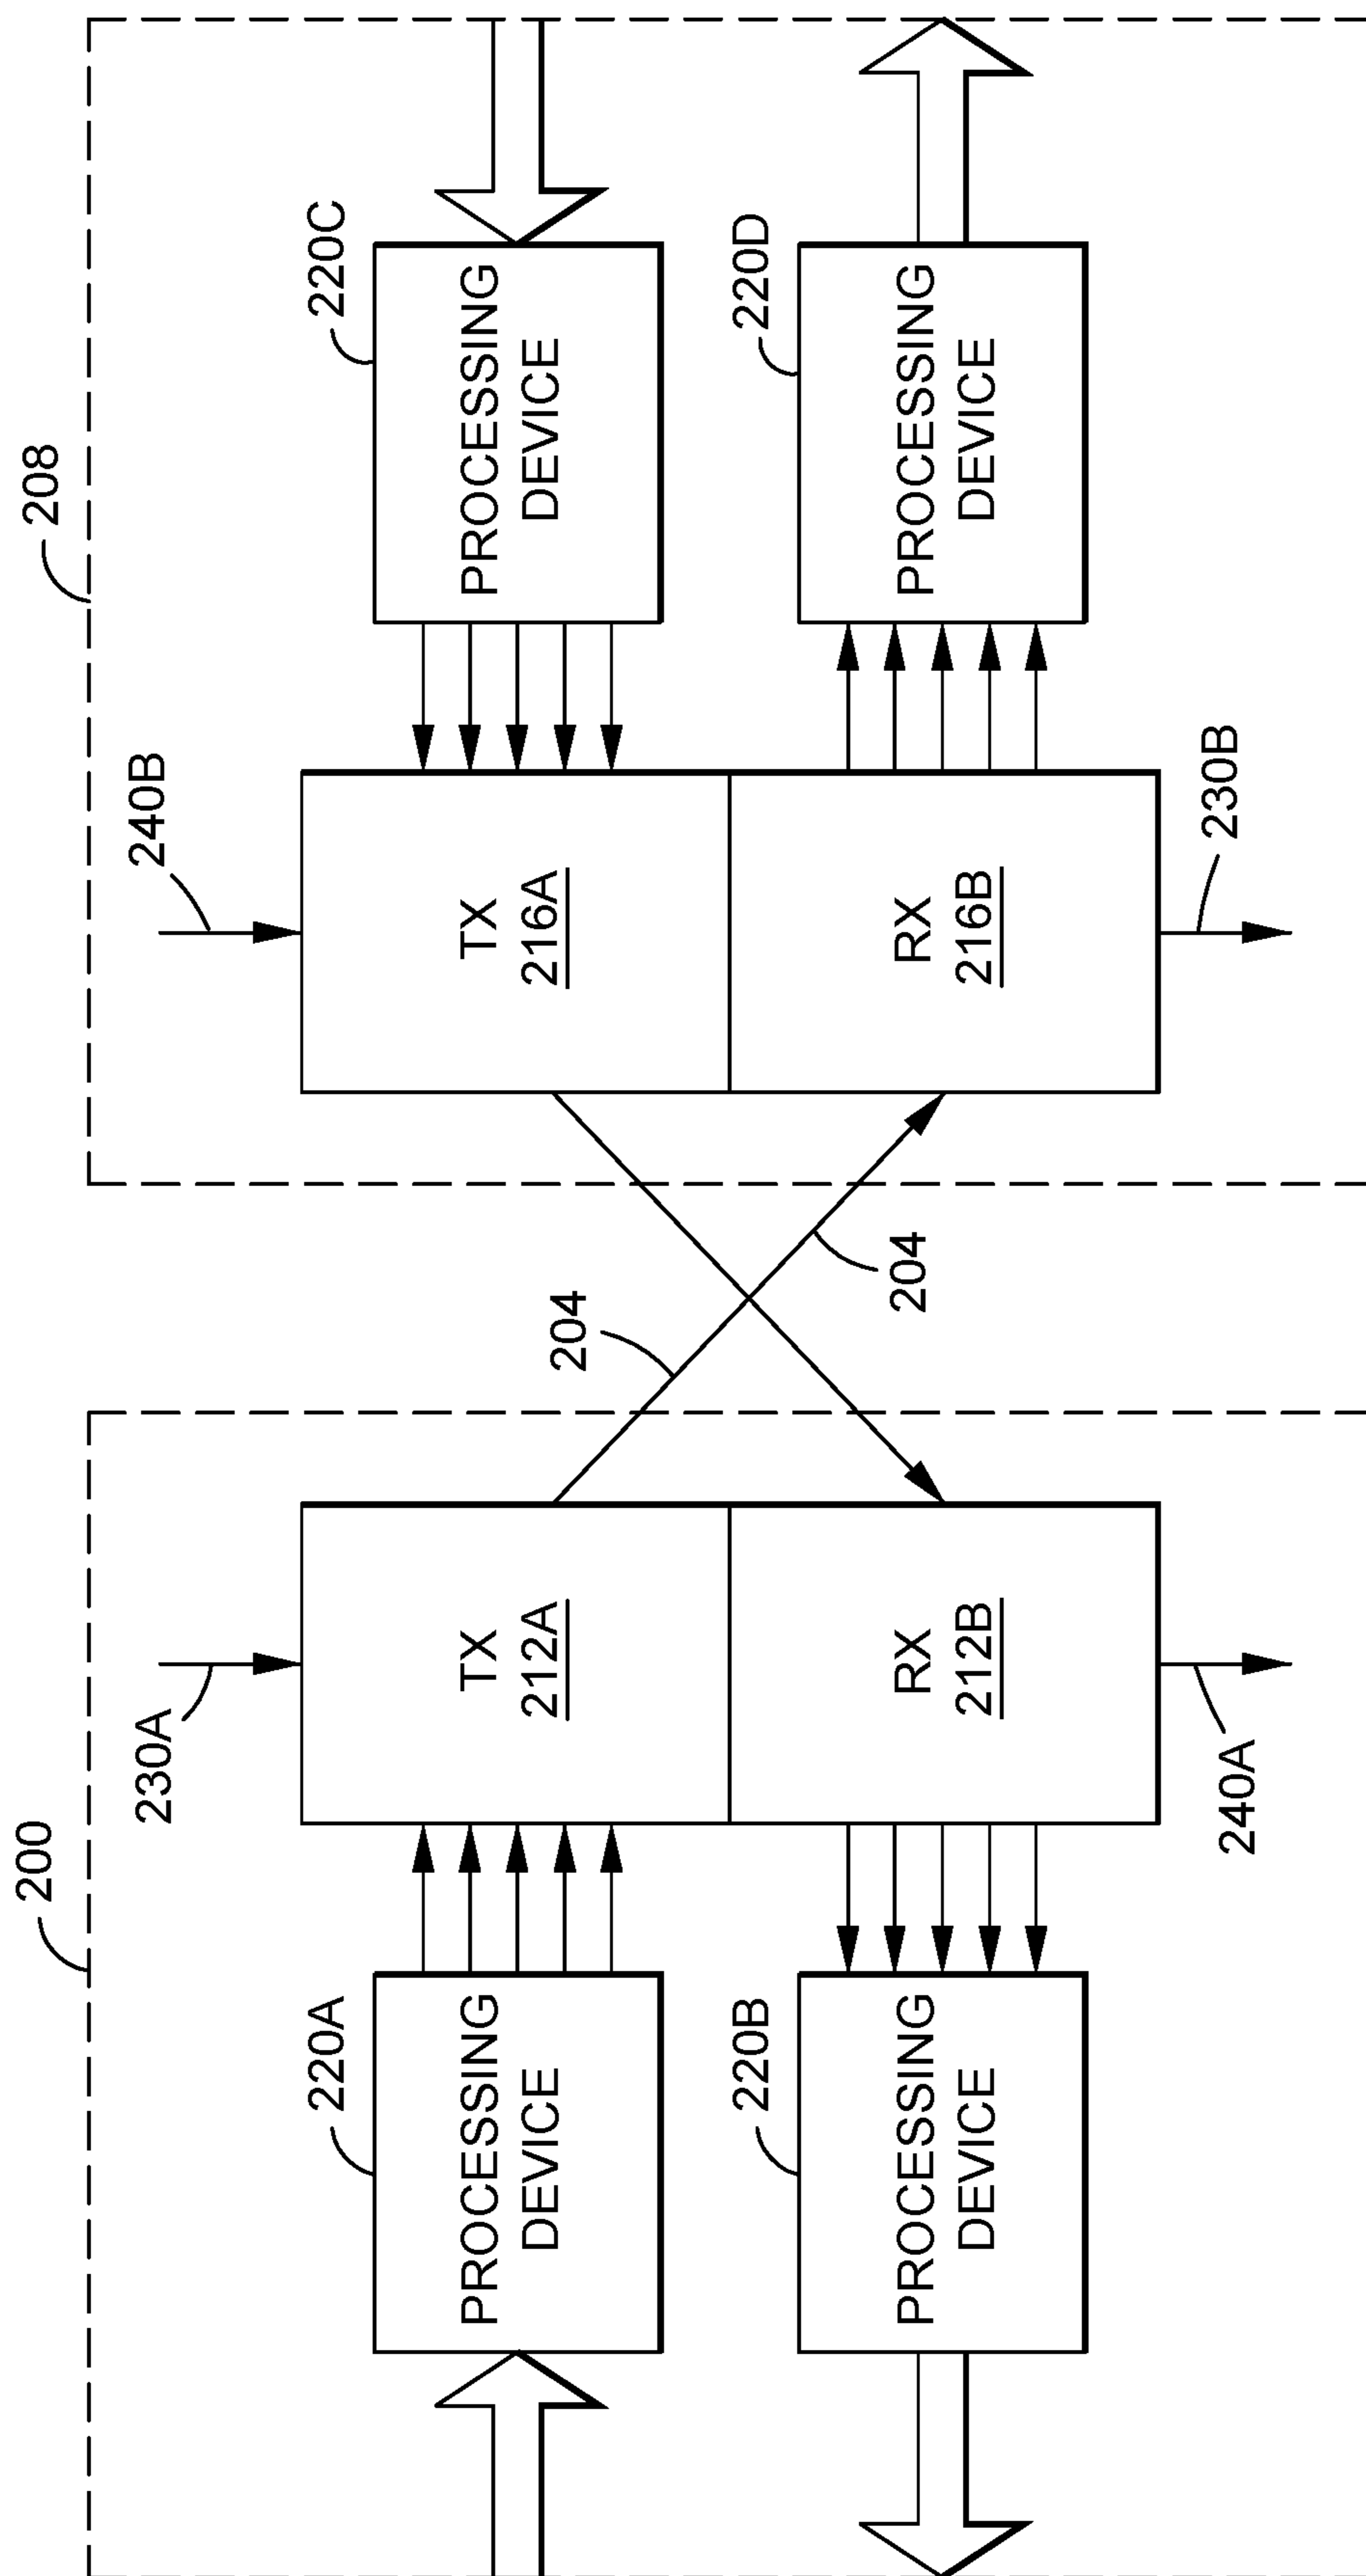 200
208
230A
240B
220A
PROCESSING
DEVICE
TX
212A
204
TX
216A
220C
PROCESSING
DEVICE
220B
PROCESSING
DEVICE
RX
212B
204
RX
216B
220D
PROCESSING
DEVICE
240A
230B